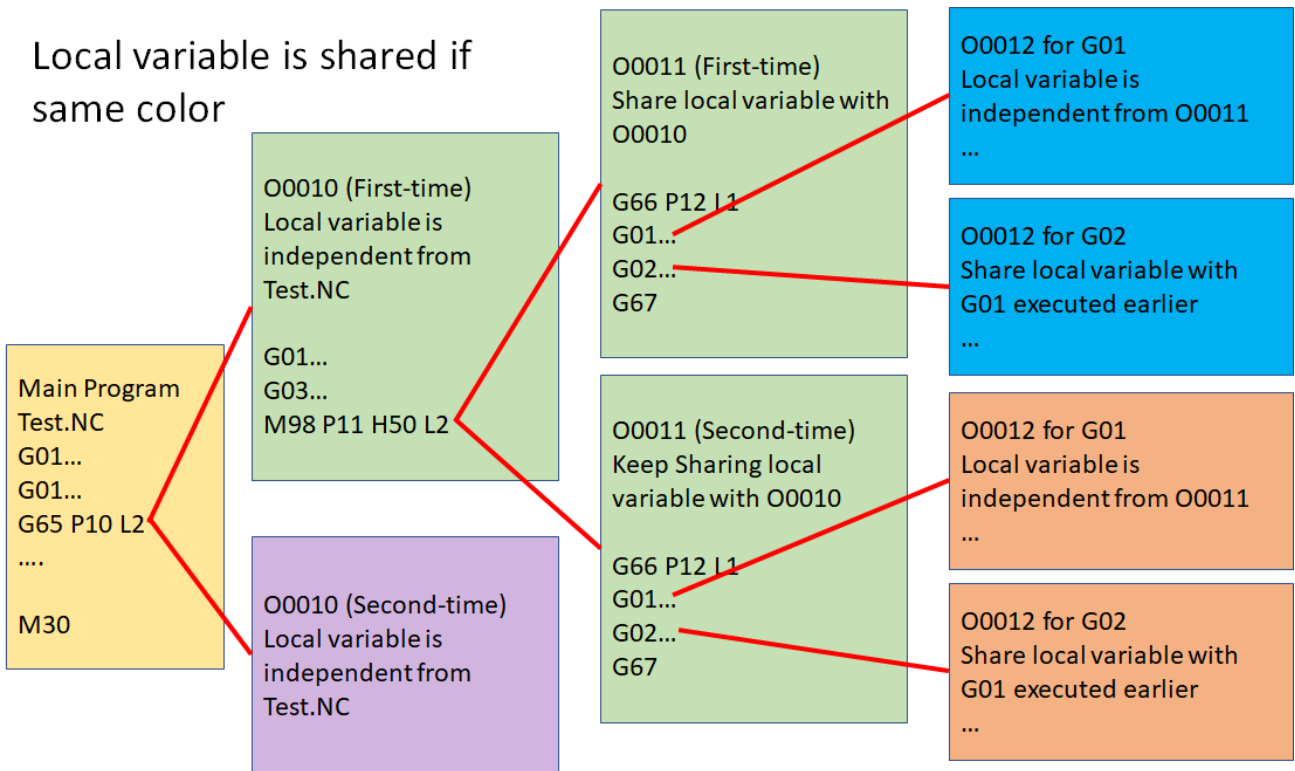 Local variable is shared if
same color
Main Program
Test.NC
G01...
G01...
G65 P10 L2
....
M30
O0010 (First-time)
Local variable is
independent from
Test.NC
G01...
G03...
M98 P11 H50 L2
O0010 (Second-time)
Local variable is
independent from
Test.NC
O0011 (First-time)
Share local variable with
O0010
G66 P12 L1
G01...
G02...
G67
O0011 (Second-time)
Keep Sharing local
variable with O0010
G66 P12 L1
G01...
G02...
G67
O0012 for G01
Local variable is
independent from O0011
...
O0012 for G02
Share local variable with
G01 executed earlier
...
O0012 for G01
Local variable is
independent from O0011
...
O0012 for G02
Share local variable with
G01 executed earlier
...